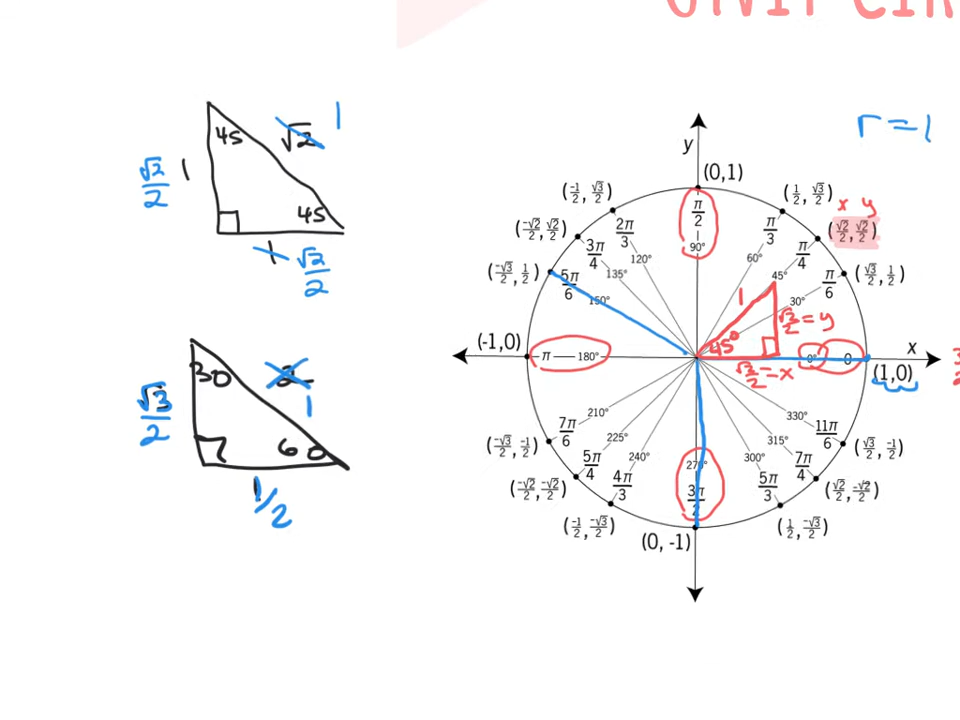 UNIT CIR
r = 1
45
√2
1
√2/2
1
45
1
√2/2
30
2
1
√3/2
60
1/2
y
(0,1)
(-1/2, √3/2)
(1/2, √3/2)
x y
(-√2/2, √2/2)
(√2/2, √2/2)
(-√3/2, 1/2)
(√3/2, 1/2)
2π/3
π/2
π/3
3π/4
π/4
5π/6
π/6
120°
90°
60°
135°
45°
150°
30°
1
√2/2 = y
45°
(-1,0)
π
180°
0°
0
x
(1,0)
√2/2 = x
210°
330°
7π/6
11π/6
(-√3/2, -1/2)
(√3/2, -1/2)
225°
315°
5π/4
7π/4
240°
270°
300°
4π/3
3π/2
5π/3
(-√2/2, -√2/2)
(√2/2, -√2/2)
(-1/2, -√3/2)
(1/2, -√3/2)
(0, -1)